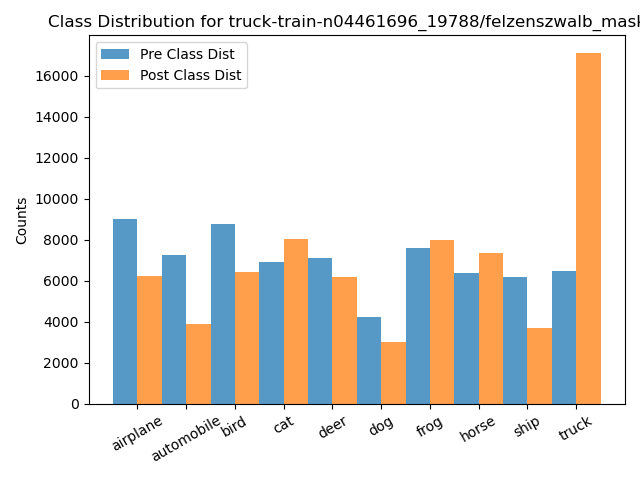 Class Distribution for truck-train-n04461696_19788/felzenszwalb_mask
Pre Class Dist
Post Class Dist
16000
14000
12000
10000
8000
6000
4000
2000
0
Counts
airplane
automobile
bird
cat
deer
dog
frog
horse
ship
truck